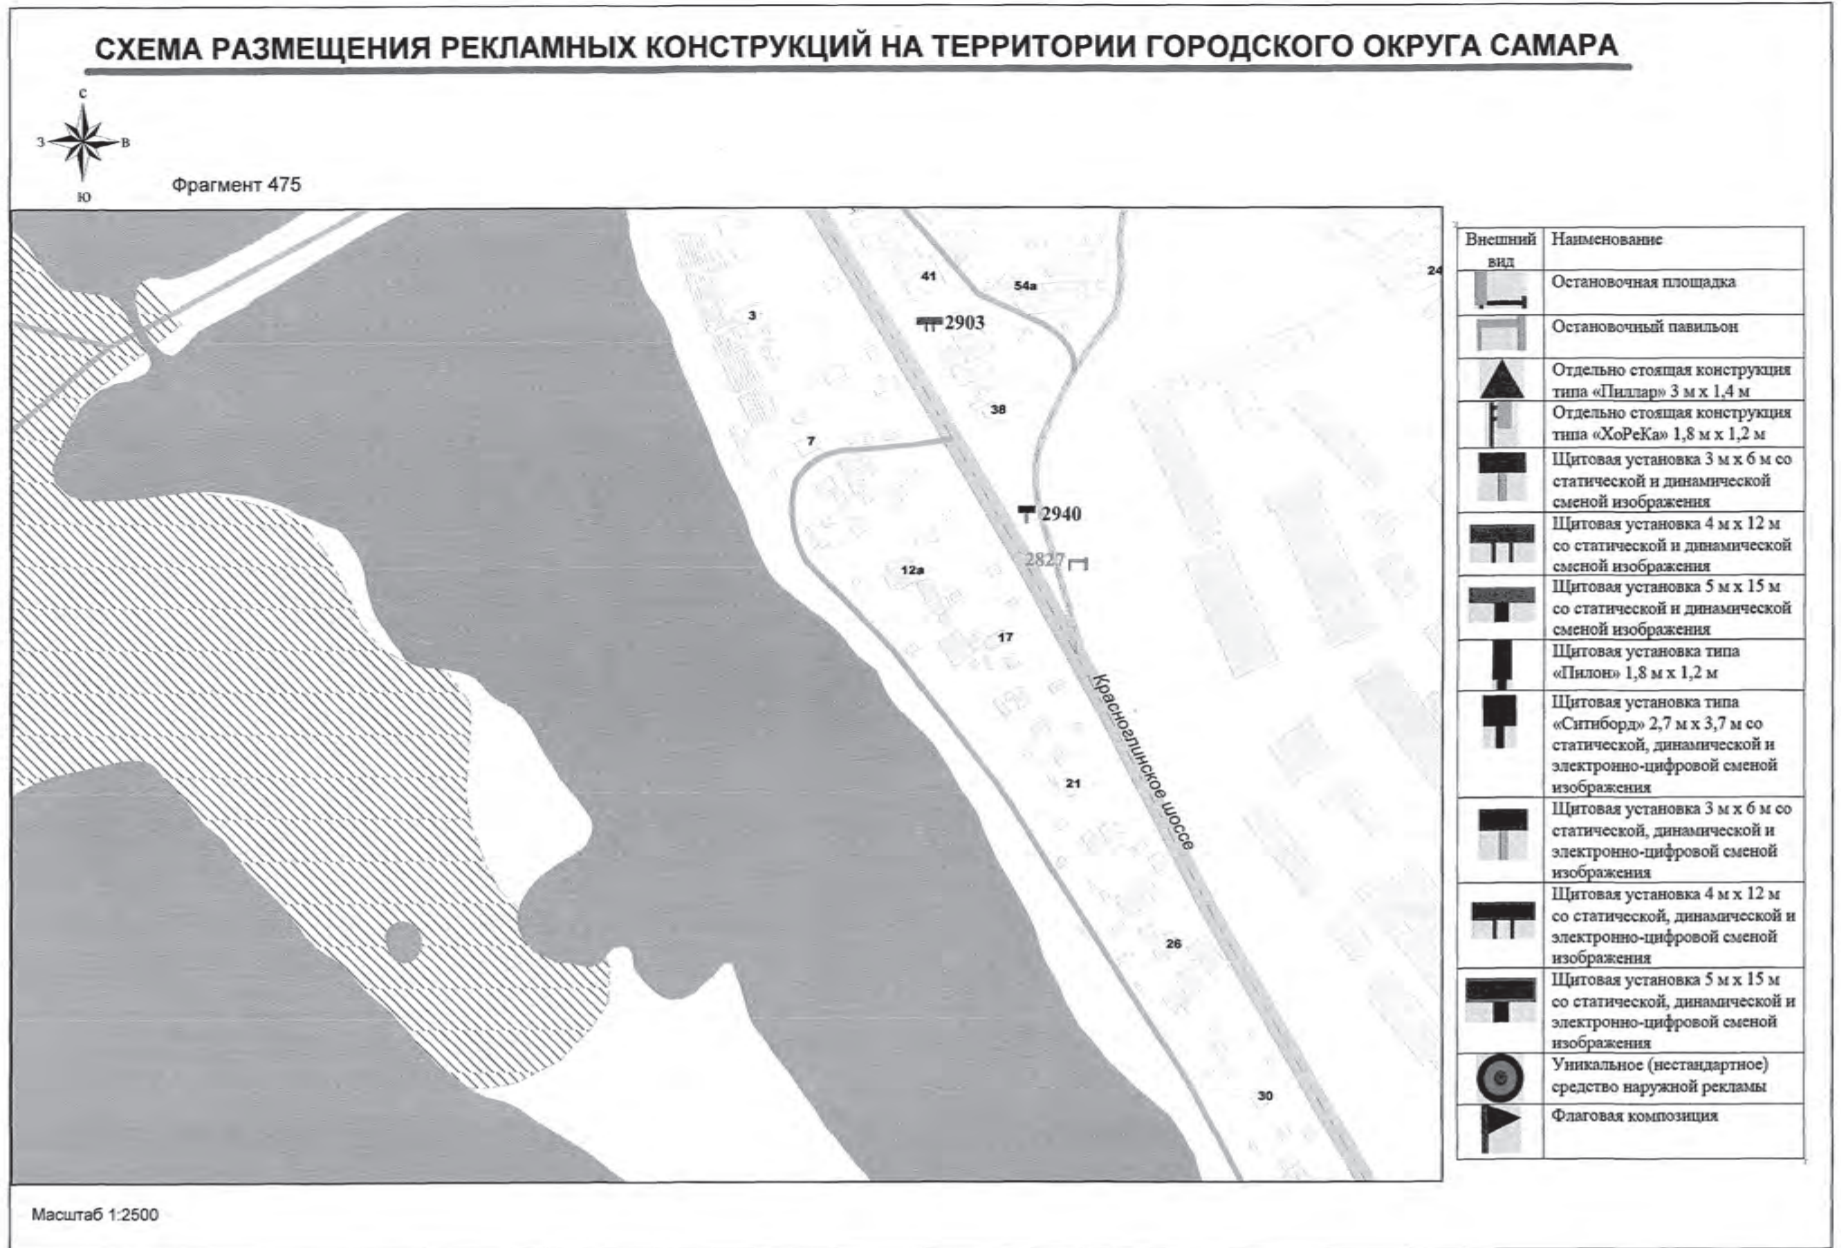 СХЕМА РАЗМЕЩЕНИЯ РЕКЛАМНЫХ КОНСТРУКЦИЙ НА ТЕРРИТОРИИ ГОРОДСКОГО ОКРУГА САМАРА
С
З
В
Ю
Фрагмент 475
41
54а
24
3
2903
38
7
2940
2827
12а
17
Красноглинское шоссе
21
26
30
Внешний вид
Наименование
Остановочная площадка
Остановочный павильон
Отдельно стоящая конструкция
типа «Пиллар» 3 м х 1,4 м
Отдельно стоящая конструкция
типа «ХоРеКа» 1,8 м х 1,2 м
Щитовая установка 3 м х 6 м со
статической и динамической
сменой изображения
Щитовая установка 4 м х 12 м
со статической и динамической
сменой изображения
Щитовая установка 5 м х 15 м
со статической и динамической
сменой изображения
Щитовая установка типа
«Пилон» 1,8 м х 1,2 м
Щитовая установка типа
«Ситиборд» 2,7 м х 3,7 м со
статической, динамической и
электронно-цифровой сменой
изображения
Щитовая установка 3 м х 6 м со
статической, динамической и
электронно-цифровой сменой
изображения
Щитовая установка 4 м х 12 м
со статической, динамической и
электронно-цифровой сменой
изображения
Щитовая установка 5 м х 15 м
со статической, динамической и
электронно-цифровой сменой
изображения
Уникальное (нестандартное)
средство наружной рекламы
Флаговая композиция
Масштаб 1:2500